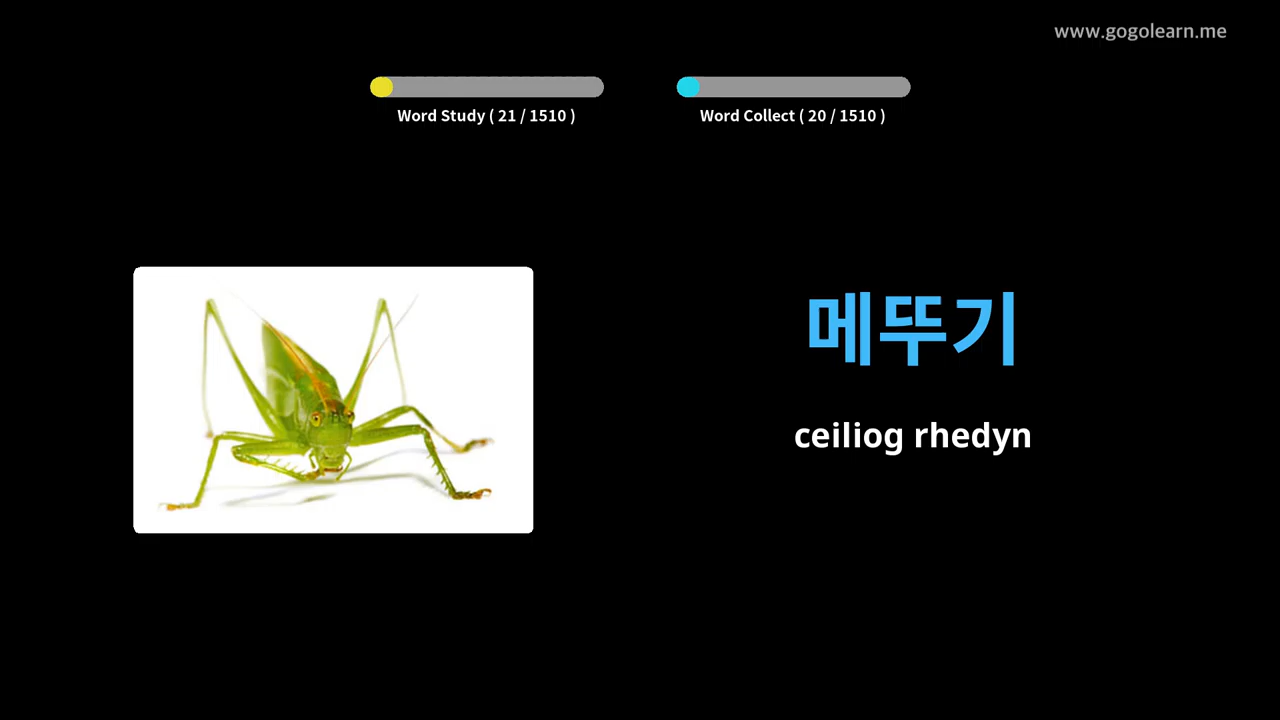 www.gogolearn.me
Word Study ( 21 / 1510 )
Word Collect ( 20 / 1510 )
메뚜기
ceiliog rhedyn